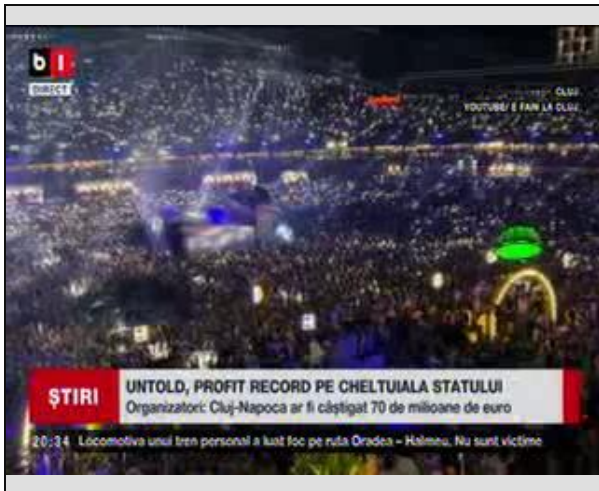 b1
DIRECT
CLUJ
YOUTUBE/ E FAIN LA CLUJ
ȘTIRI
UNTOLD, PROFIT RECORD PE CHELTUIALA STATULUI
Organizatori: Cluj-Napoca ar fi câștigat 70 de milioane de euro
20:34 Locomotiva unui tren personal a luat foc pe ruta Oradea – Halmeu. Nu sunt victime